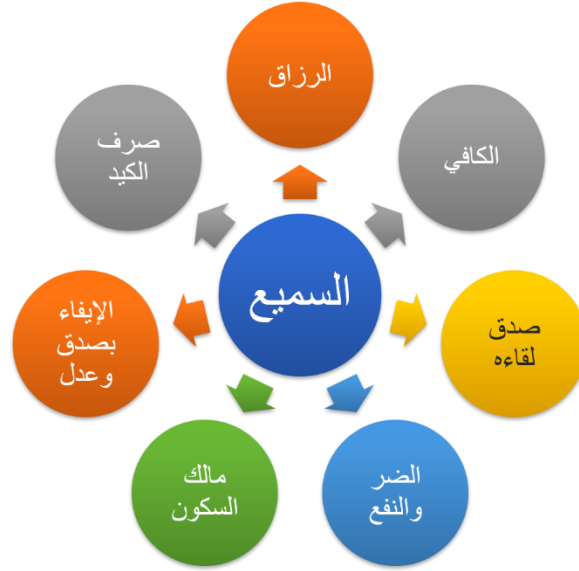 الرزاق
الكافي
صدق
لقاءه
الضر
والنفع
مالك
السكون
الإيفاء
بصدق
وعدل
صرف
الكيد
السميع